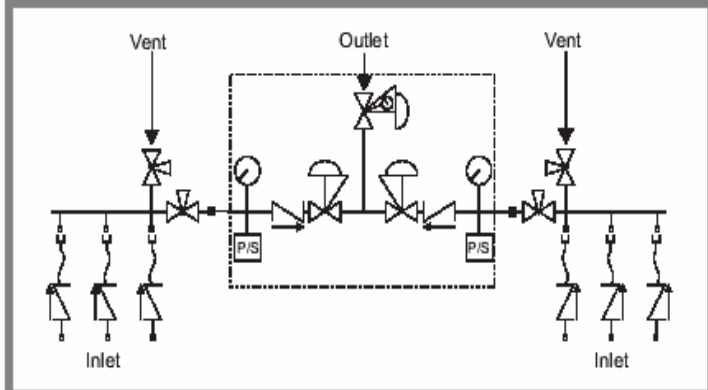 Vent
Outlet
Vent
P/S
P/S
Inlet
Inlet